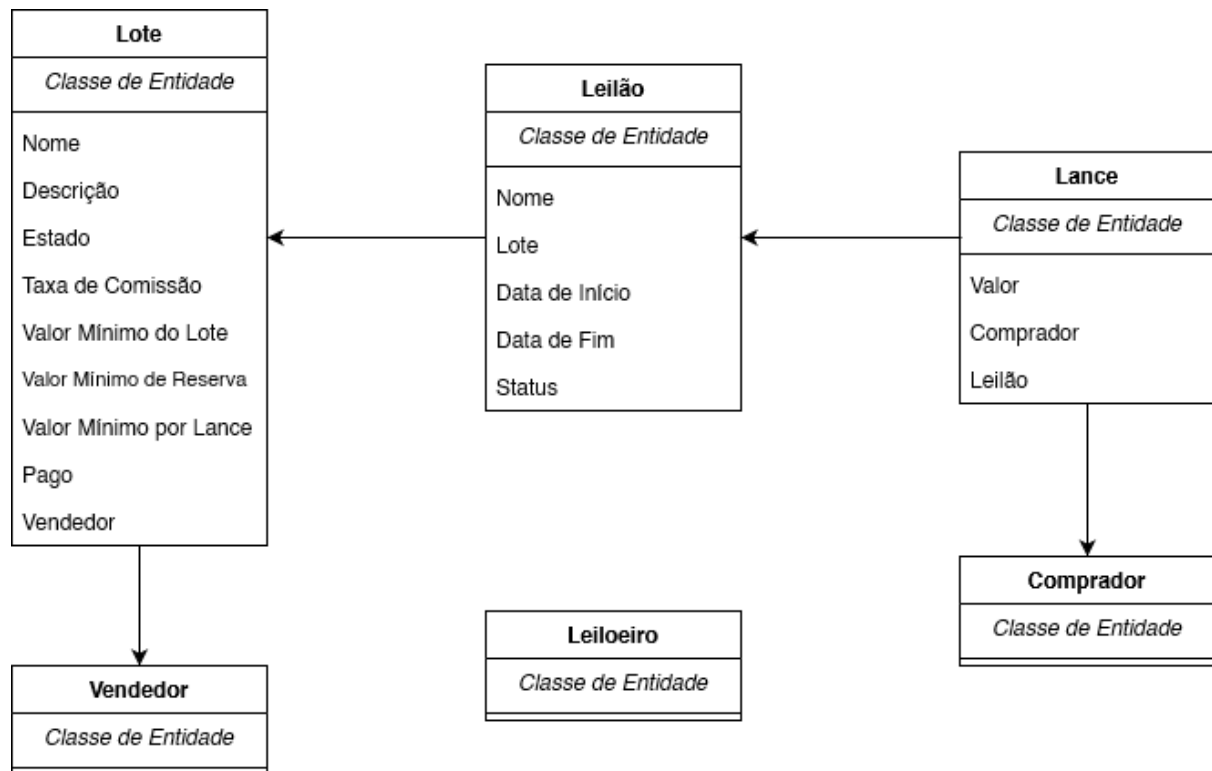 Lote
Classe de Entidade
Nome
Descrição
Estado
Taxa de Comissão
Valor Mínimo do Lote
Valor Mínimo de Reserva
Valor Mínimo por Lance
Pago
Vendedor
Leilão
Classe de Entidade
Nome
Lote
Data de Início
Data de Fim
Status
Lance
Classe de Entidade
Valor
Comprador
Leilão
Vendedor
Classe de Entidade
Leiloeiro
Classe de Entidade
Comprador
Classe de Entidade